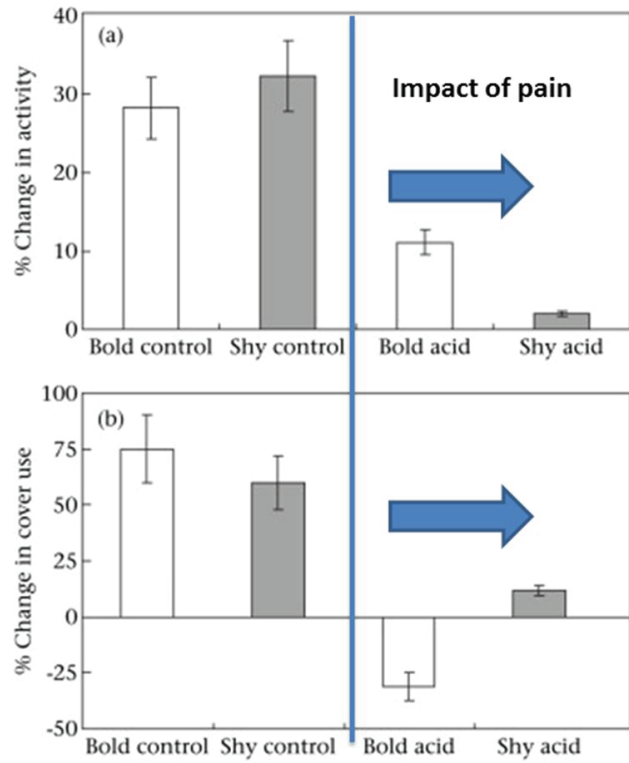 (a)
Impact of pain
% Change in activity
40
30
20
10
0
Bold control Shy control Bold acid Shy acid
(b)
% Change in cover use
100
75
50
25
0
-25
-50
Bold control Shy control Bold acid Shy acid